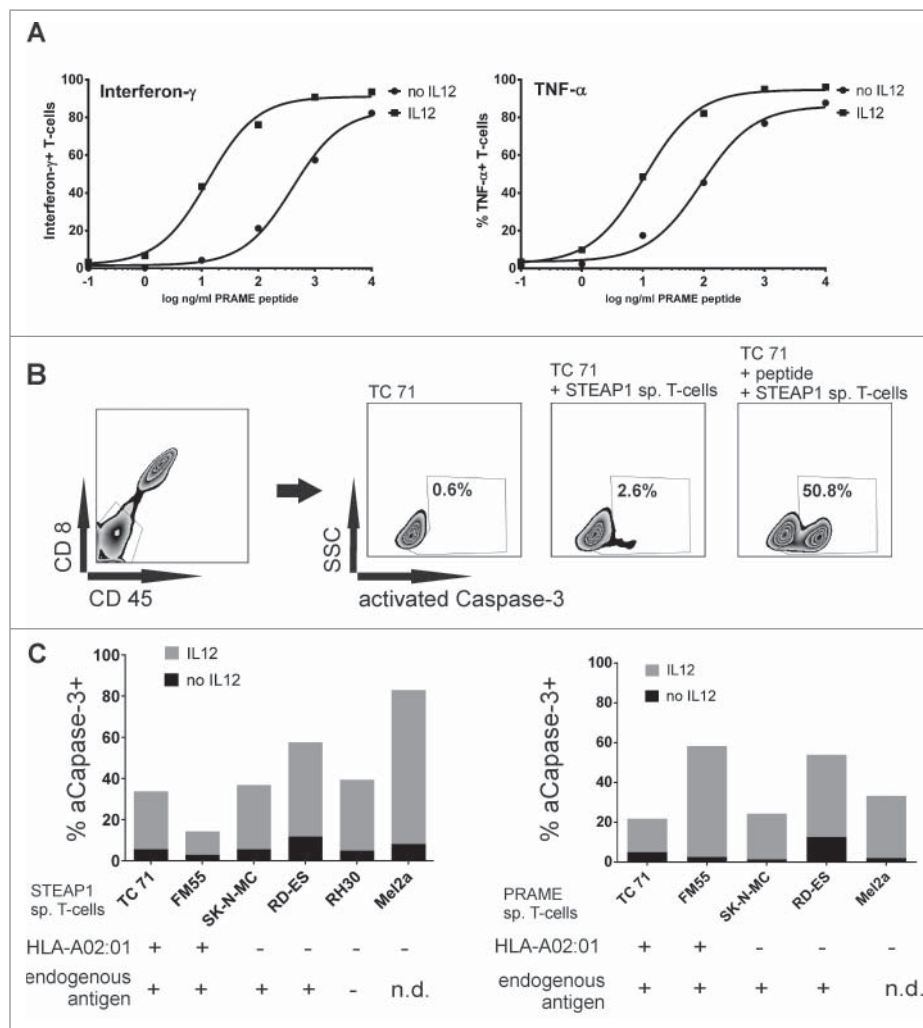 A
Interferon-γ
no IL12
IL12
Interferon-γ+ T-cells
100
80
60
40
20
0
-1 0 1 2 3 4
log ng/ml PRAME peptide
TNF-α
no IL12
IL12
% TNF-α+ T-cells
100
80
60
40
20
0
-1 0 1 2 3 4
log ng/ml PRAME peptide
B
CD 8
CD 45
TC 71
0.6%
TC 71
+ STEAP1 sp. T-cells
2.6%
TC 71
+ peptide
+ STEAP1 sp. T-cells
50.8%
SSC
activated Caspase-3
C
IL12
no IL12
% aCapase-3+
100
80
60
40
20
0
TC 71 FM55 SK-N-MC RD-ES RH30 Mel2a
STEAP1
sp. T-cells
HLA-A02:01 + + - - - -
endogenous
antigen + + + + - n.d.
IL12
no IL12
% aCapase-3+
100
80
60
40
20
0
TC 71 FM55 SK-N-MC RD-ES Mel2a
PRAME
sp. T-cells
HLA-A02:01 + + - - -
endogenous
antigen + + + + n.d.